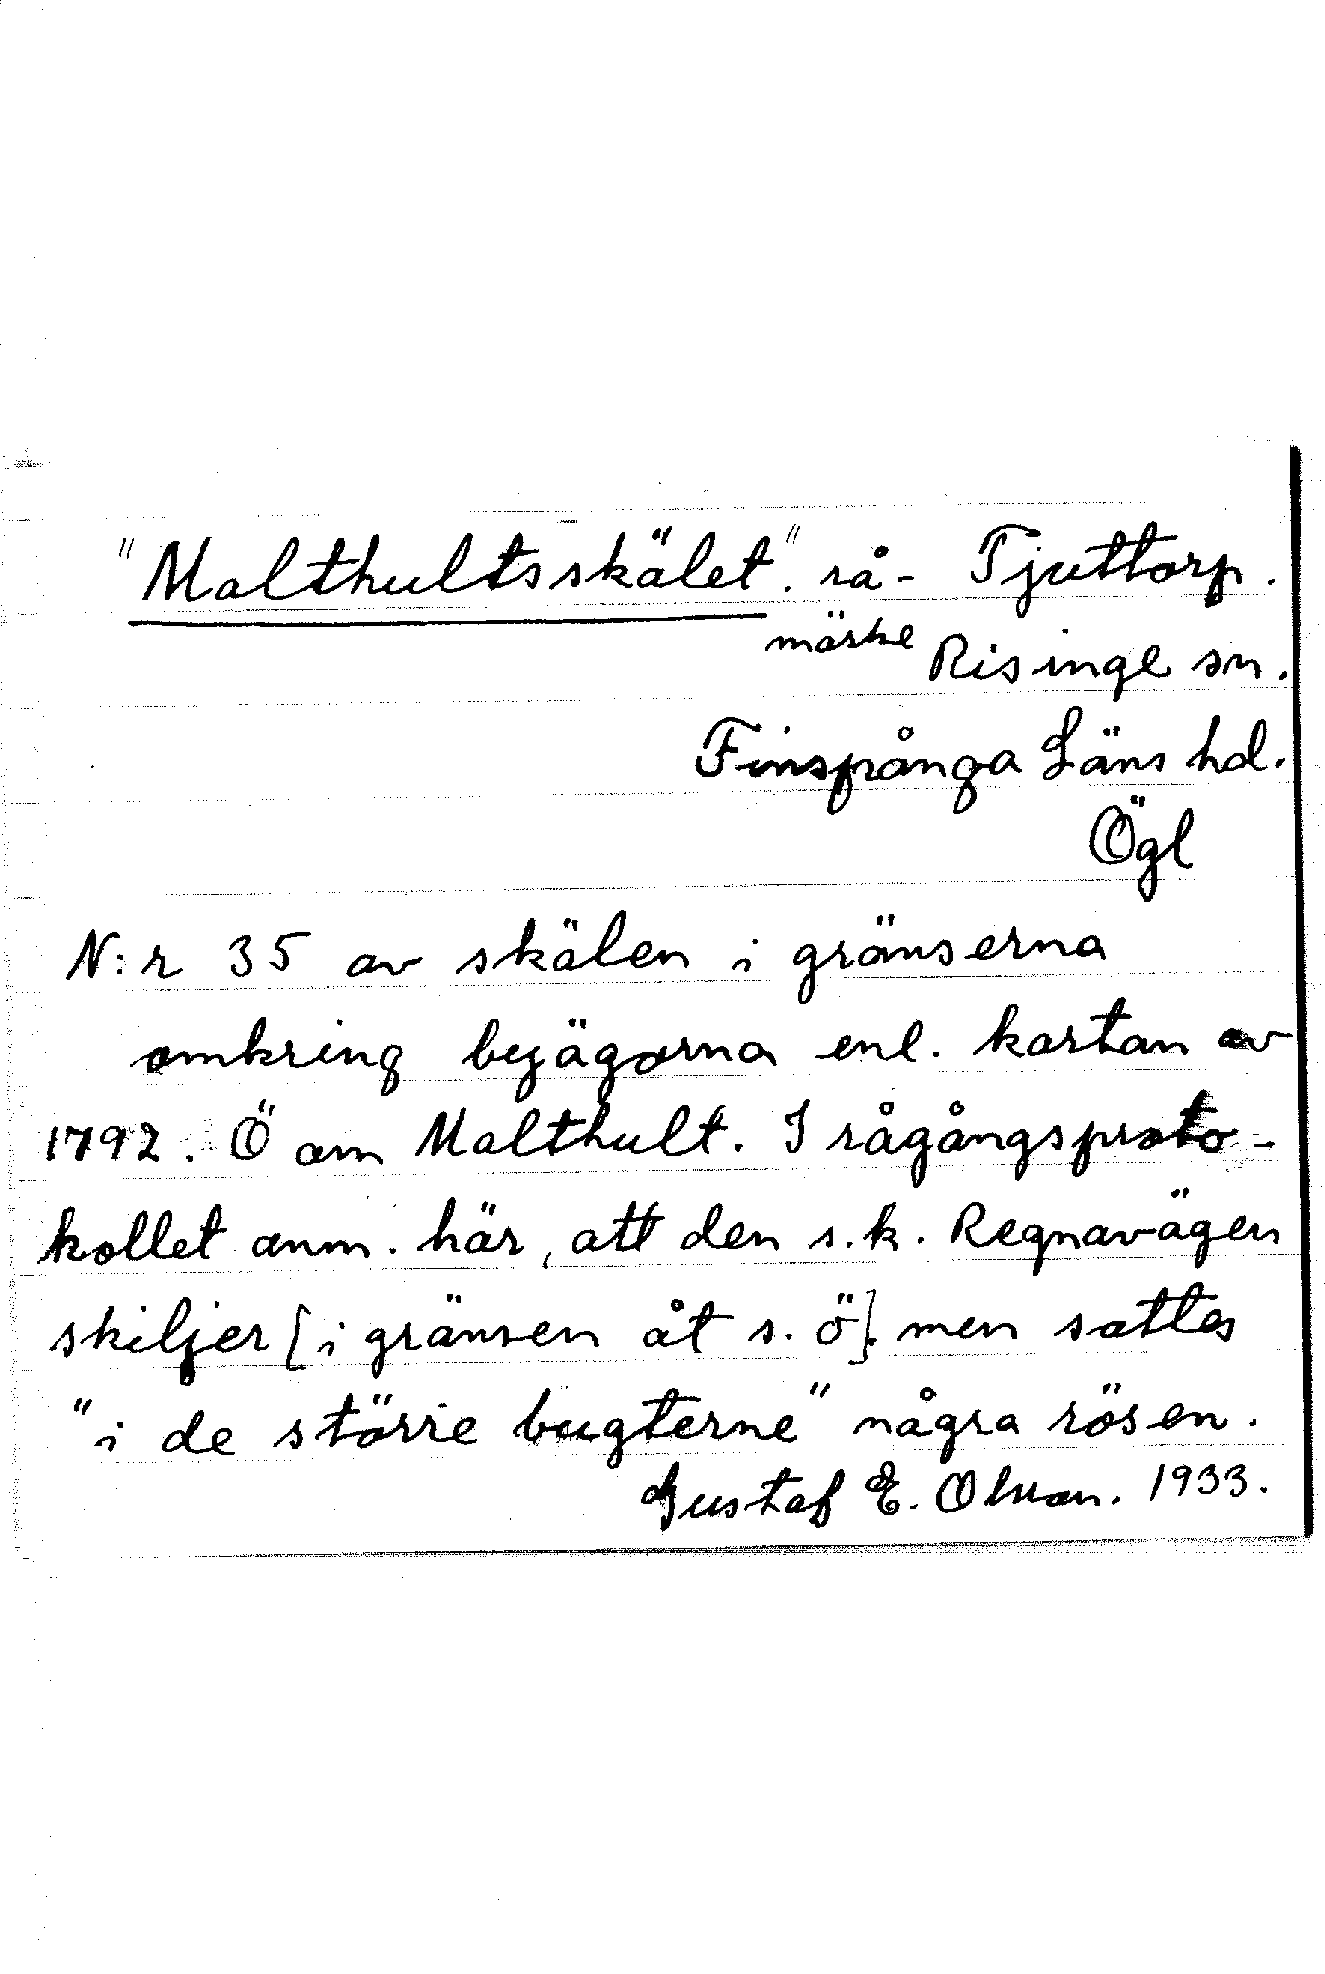 "Malthultsskälet". rå- Tjuttorp.
märke Risinge sn.
Finspånga Läns hd.
Ögl
N:r 35 av skälen i gränserna
omkring byägorna enl. kartan av
1792. Ö om Malthult. I rågångsproto-
kollet anm. här, att den s.k. Regnavägen
skiljer [i gränsen åt s. ö]. men sattes
"i de större bugterne" några rösen.
Gustaf E. Olson. 1933.